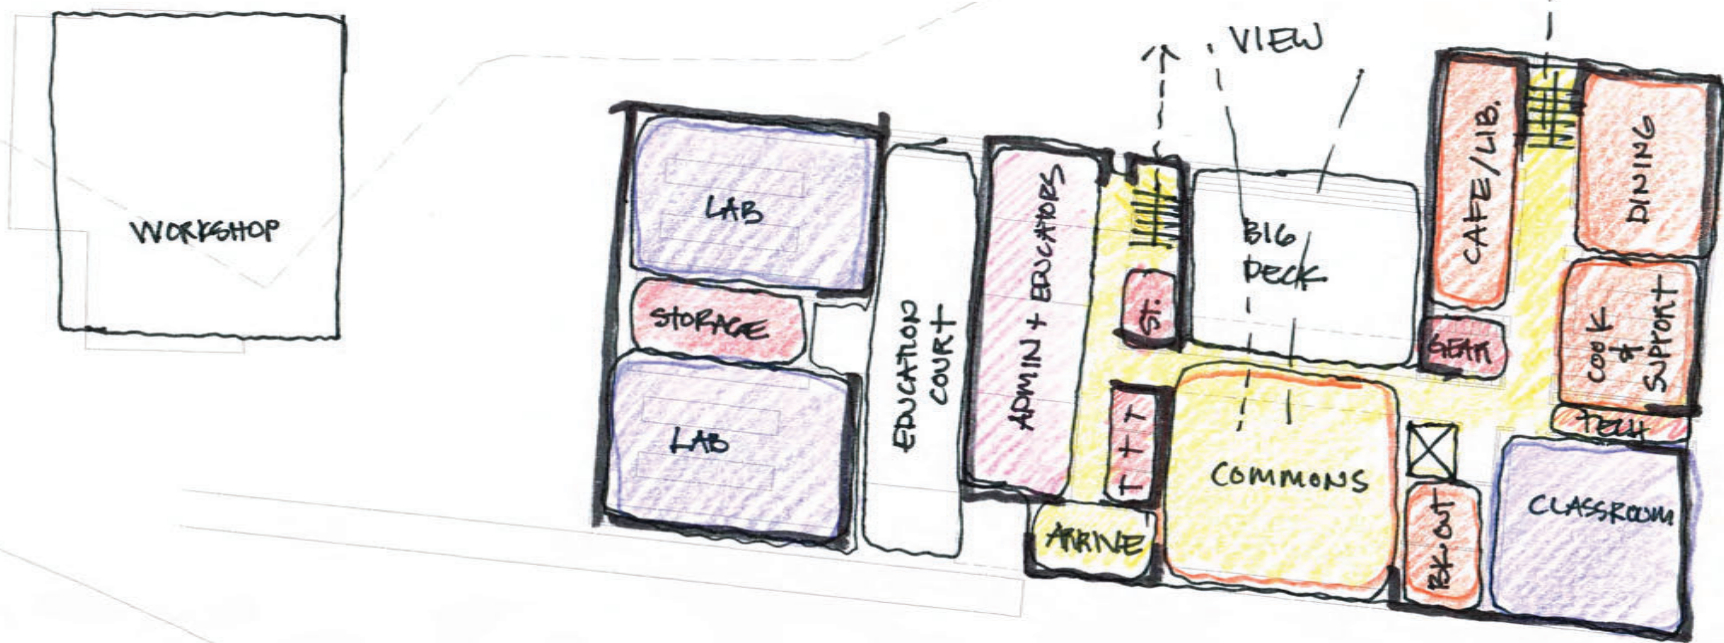 VIEW
WORKSHOP
LAB
STORAGE
LAB
EDUCATION
COURT
ADMIN + EDUCATORS
ST.
T + T
BIG
DECK
CAFE/LIB.
DINING
GEAR
COOK
&
SUPPORT
TECH
COMMONS
ARRIVE
BK-OUT
CLASSROOM